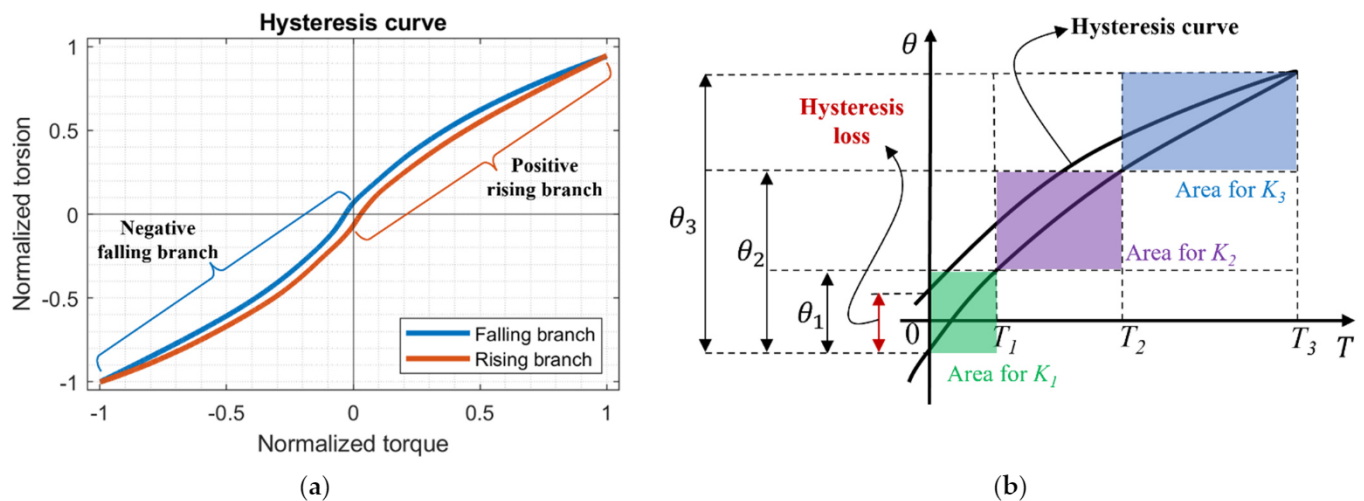 Hysteresis curve
Normalized torsion
1
0.5
0
-0.5
-1
Negative
falling branch
Positive
rising branch
Falling branch
Rising branch
-1
-0.5
0
0.5
1
Normalized torque
(a)
θ
Hysteresis curve
Hysteresis
loss
θ₃
θ₂
θ₁
Area for K₃
Area for K₂
Area for K₁
0
T₁
T₂
T₃
T
(b)